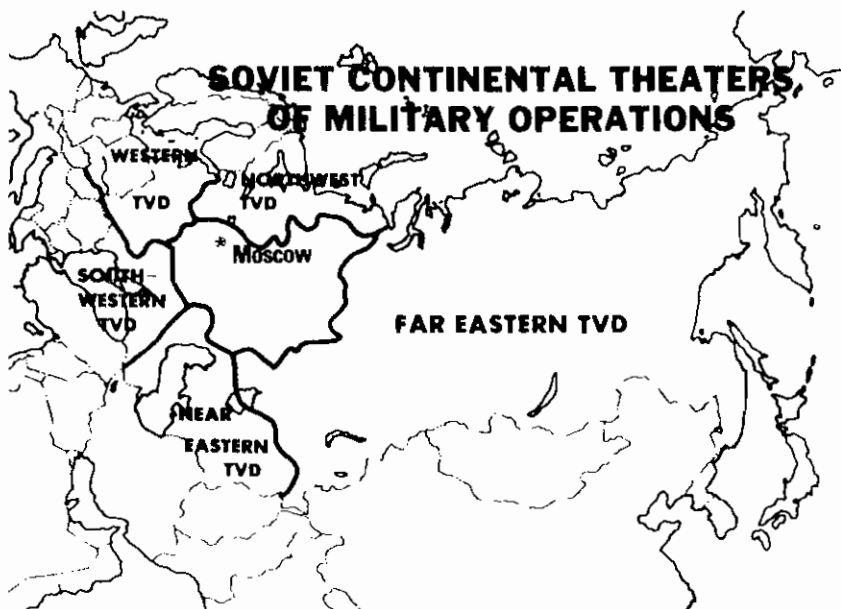 SOVIET CONTINENTAL THEATERS
OF MILITARY OPERATIONS
WESTERN
TVD
NORTHWEST
TVD
* Moscow
SOUTH-
WESTERN
TVD
FAR EASTERN TVD
NEAR
EASTERN
TVD